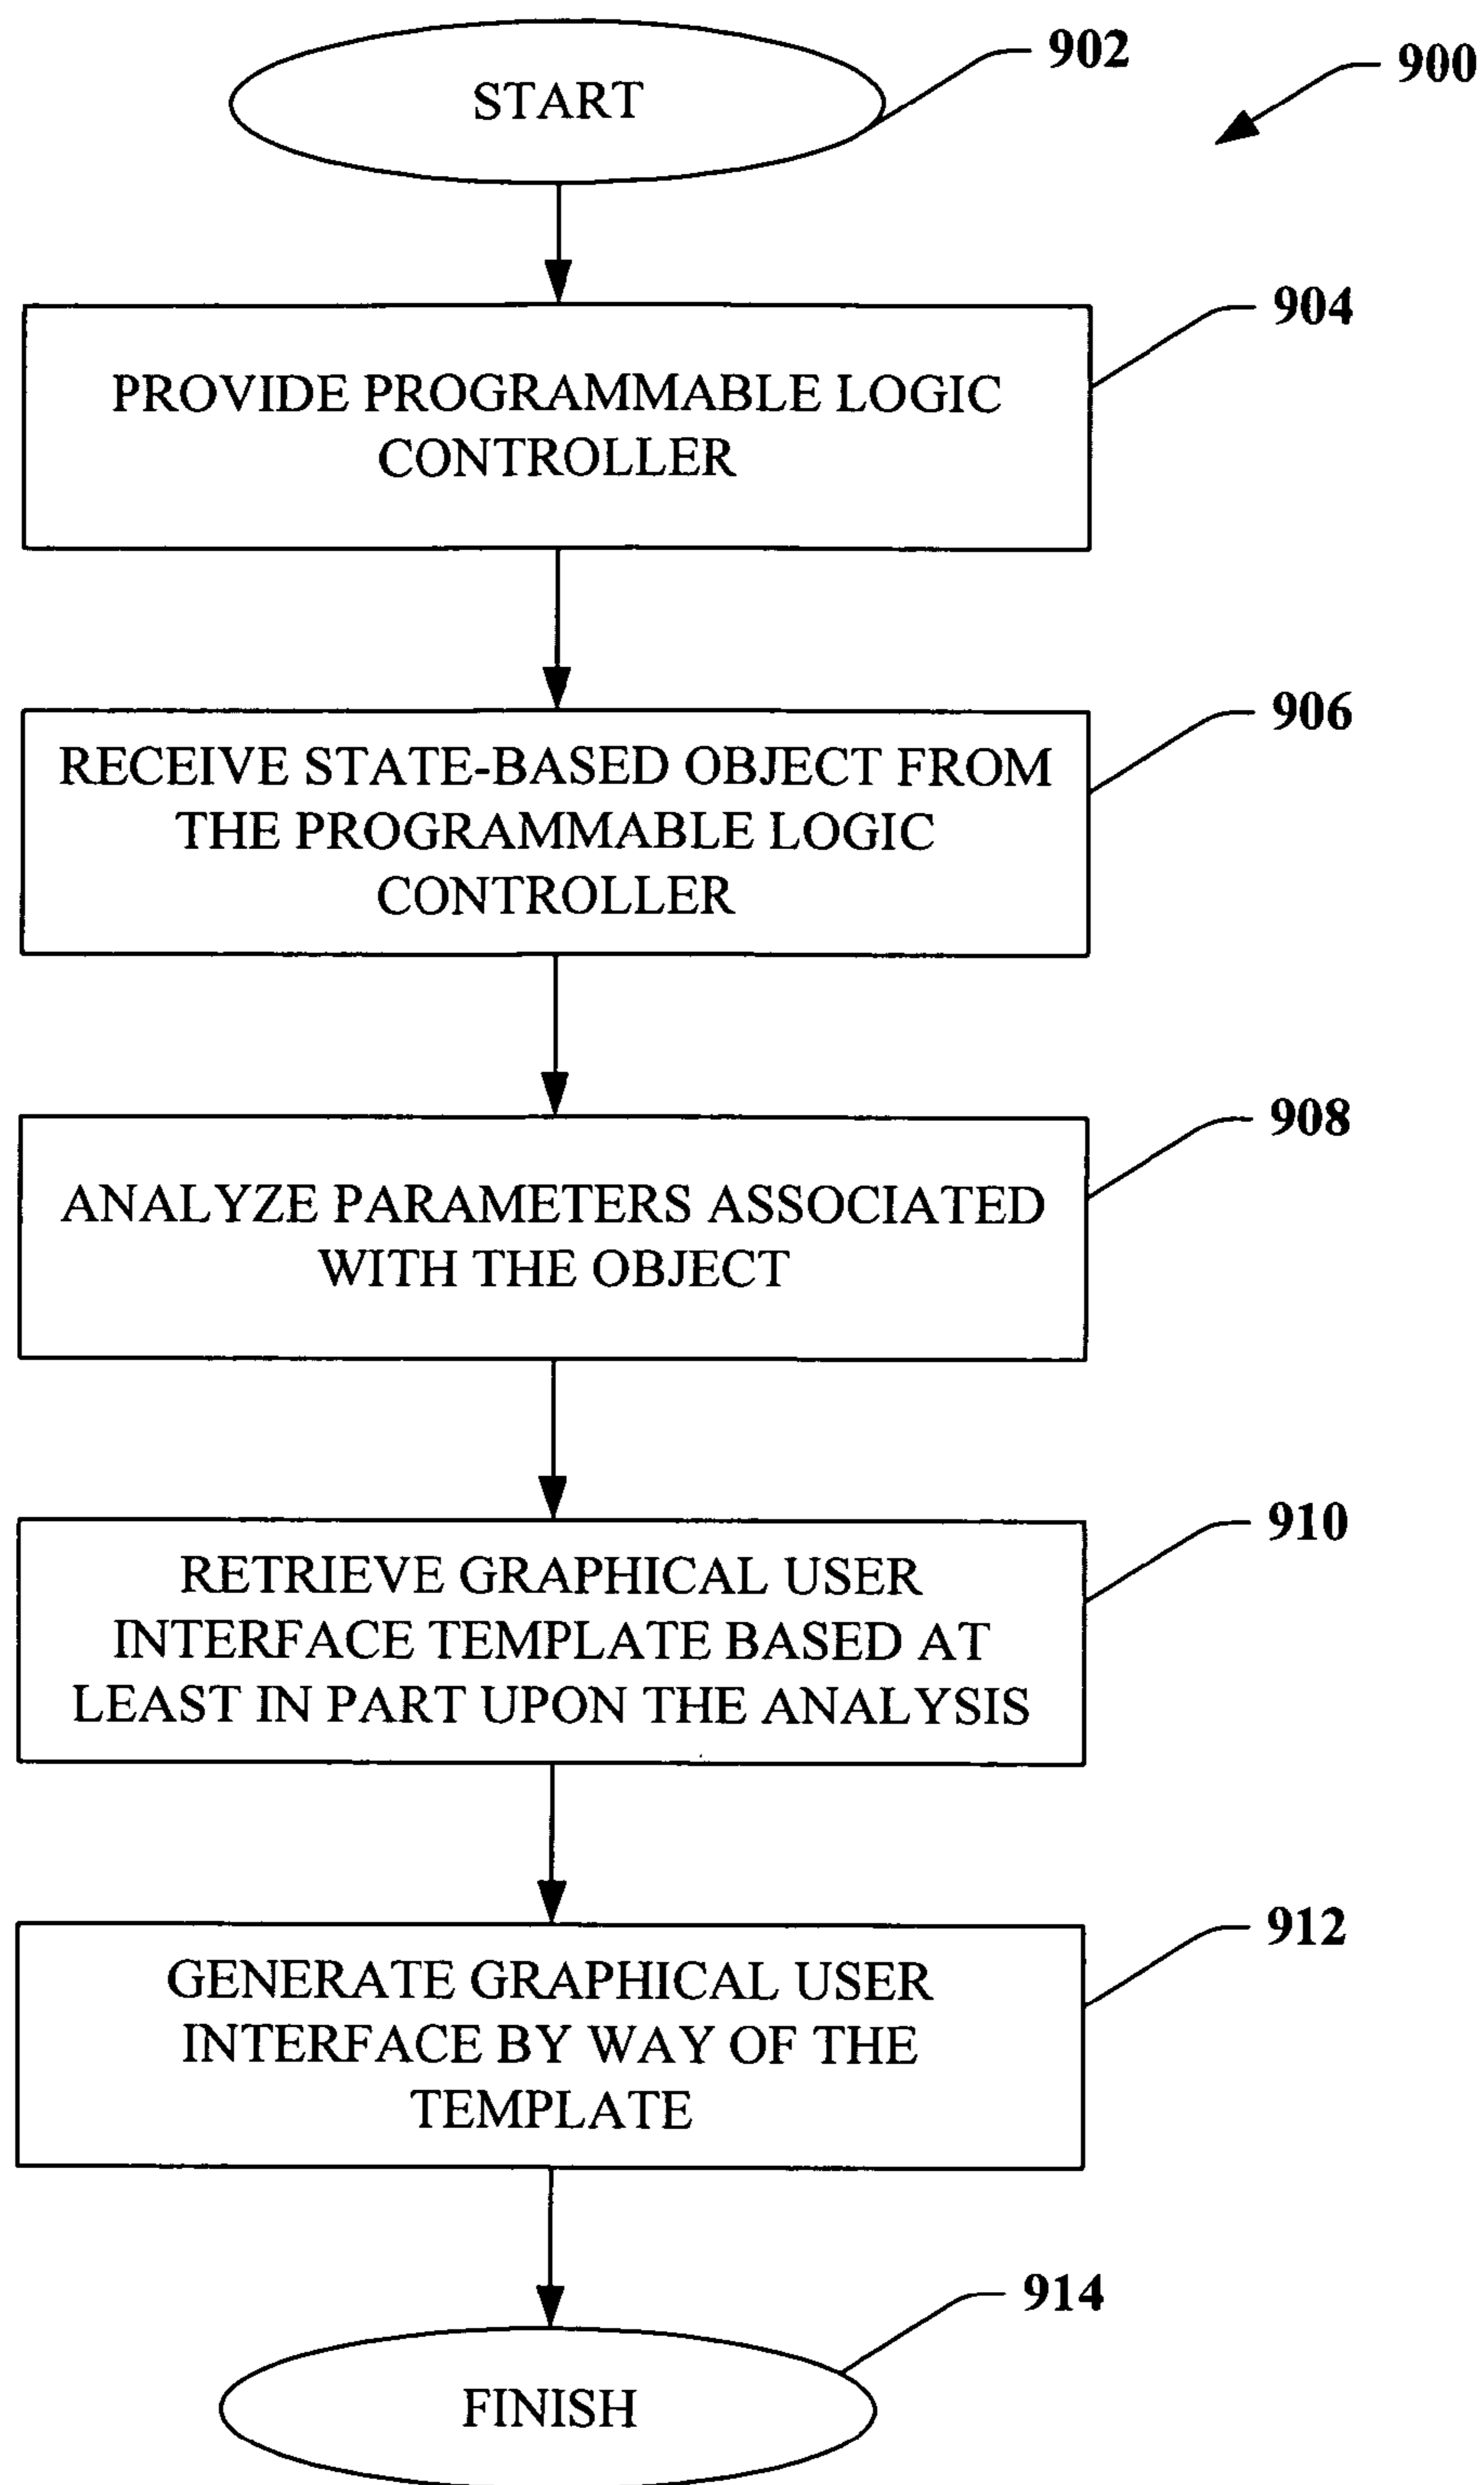 902
900
START
904
PROVIDE PROGRAMMABLE LOGIC
CONTROLLER
906
RECEIVE STATE-BASED OBJECT FROM
THE PROGRAMMABLE LOGIC
CONTROLLER
908
ANALYZE PARAMETERS ASSOCIATED
WITH THE OBJECT
910
RETRIEVE GRAPHICAL USER
INTERFACE TEMPLATE BASED AT
LEAST IN PART UPON THE ANALYSIS
912
GENERATE GRAPHICAL USER
INTERFACE BY WAY OF THE
TEMPLATE
914
FINISH